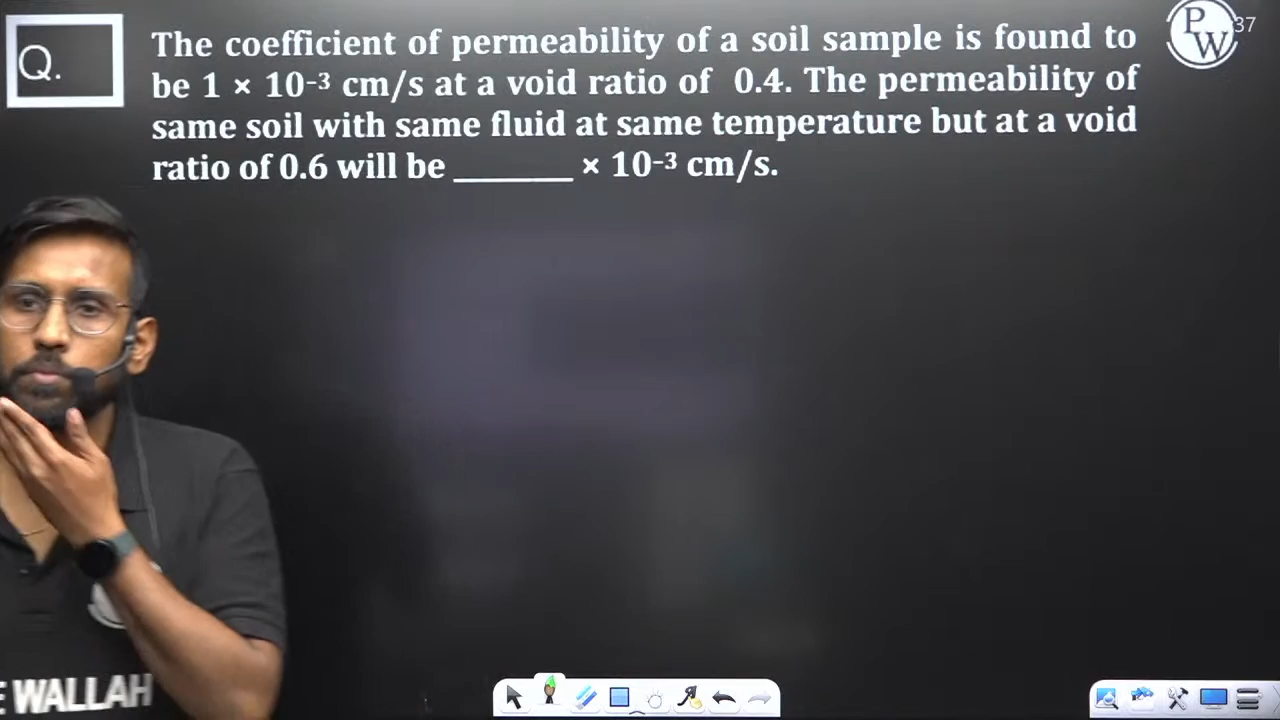 Q.
The coefficient of permeability of a soil sample is found to
be 1 × 10⁻³ cm/s at a void ratio of 0.4. The permeability of
same soil with same fluid at same temperature but at a void
ratio of 0.6 will be _______ × 10⁻³ cm/s.
PW
37
E WALLAH